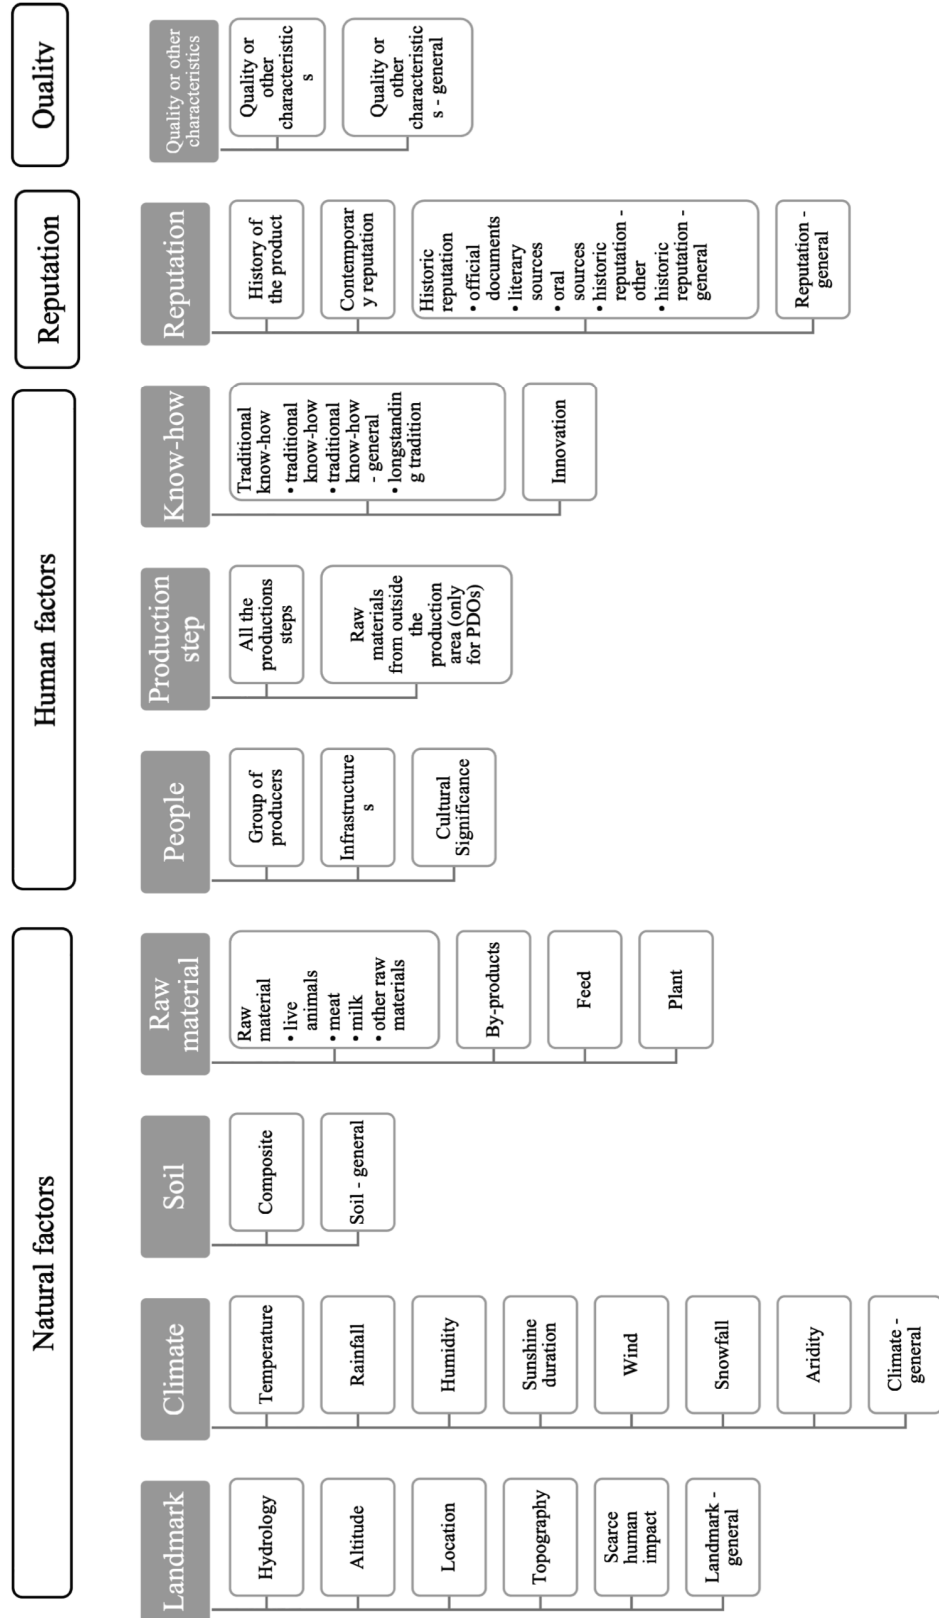 Natural factors
Human factors
Reputation
Quality
Landmark
Hydrology
Altitude
Location
Topography
Scarce
human
impact
Landmark -
general
Climate
Temperature
Rainfall
Humidity
Sunshine
duration
Wind
Snowfall
Aridity
Climate -
general
Soil
Composite
Soil - general
Raw
material
Raw
material
• live
animals
• meat
• milk
• other raw
materials
By-products
Feed
Plant
People
Group of
producers
Infrastructure
s
Cultural
Significance
Production
step
All the
productions
steps
Raw
materials
from outside
the
production
area (only
for PDOs)
Know-how
Traditional
know-how
• traditional
know-how
• traditional
know-how
- general
• longstandin
g tradition
Innovation
Reputation
History of
the product
Contemporar
y reputation
Historic
reputation
• official
documents
• literary
sources
• oral
sources
• historic
reputation -
other
• historic
reputation -
general
Reputation -
general
Quality or other
characteristics
Quality or
other
characteristic
s
Quality or
other
characteristic
s - general